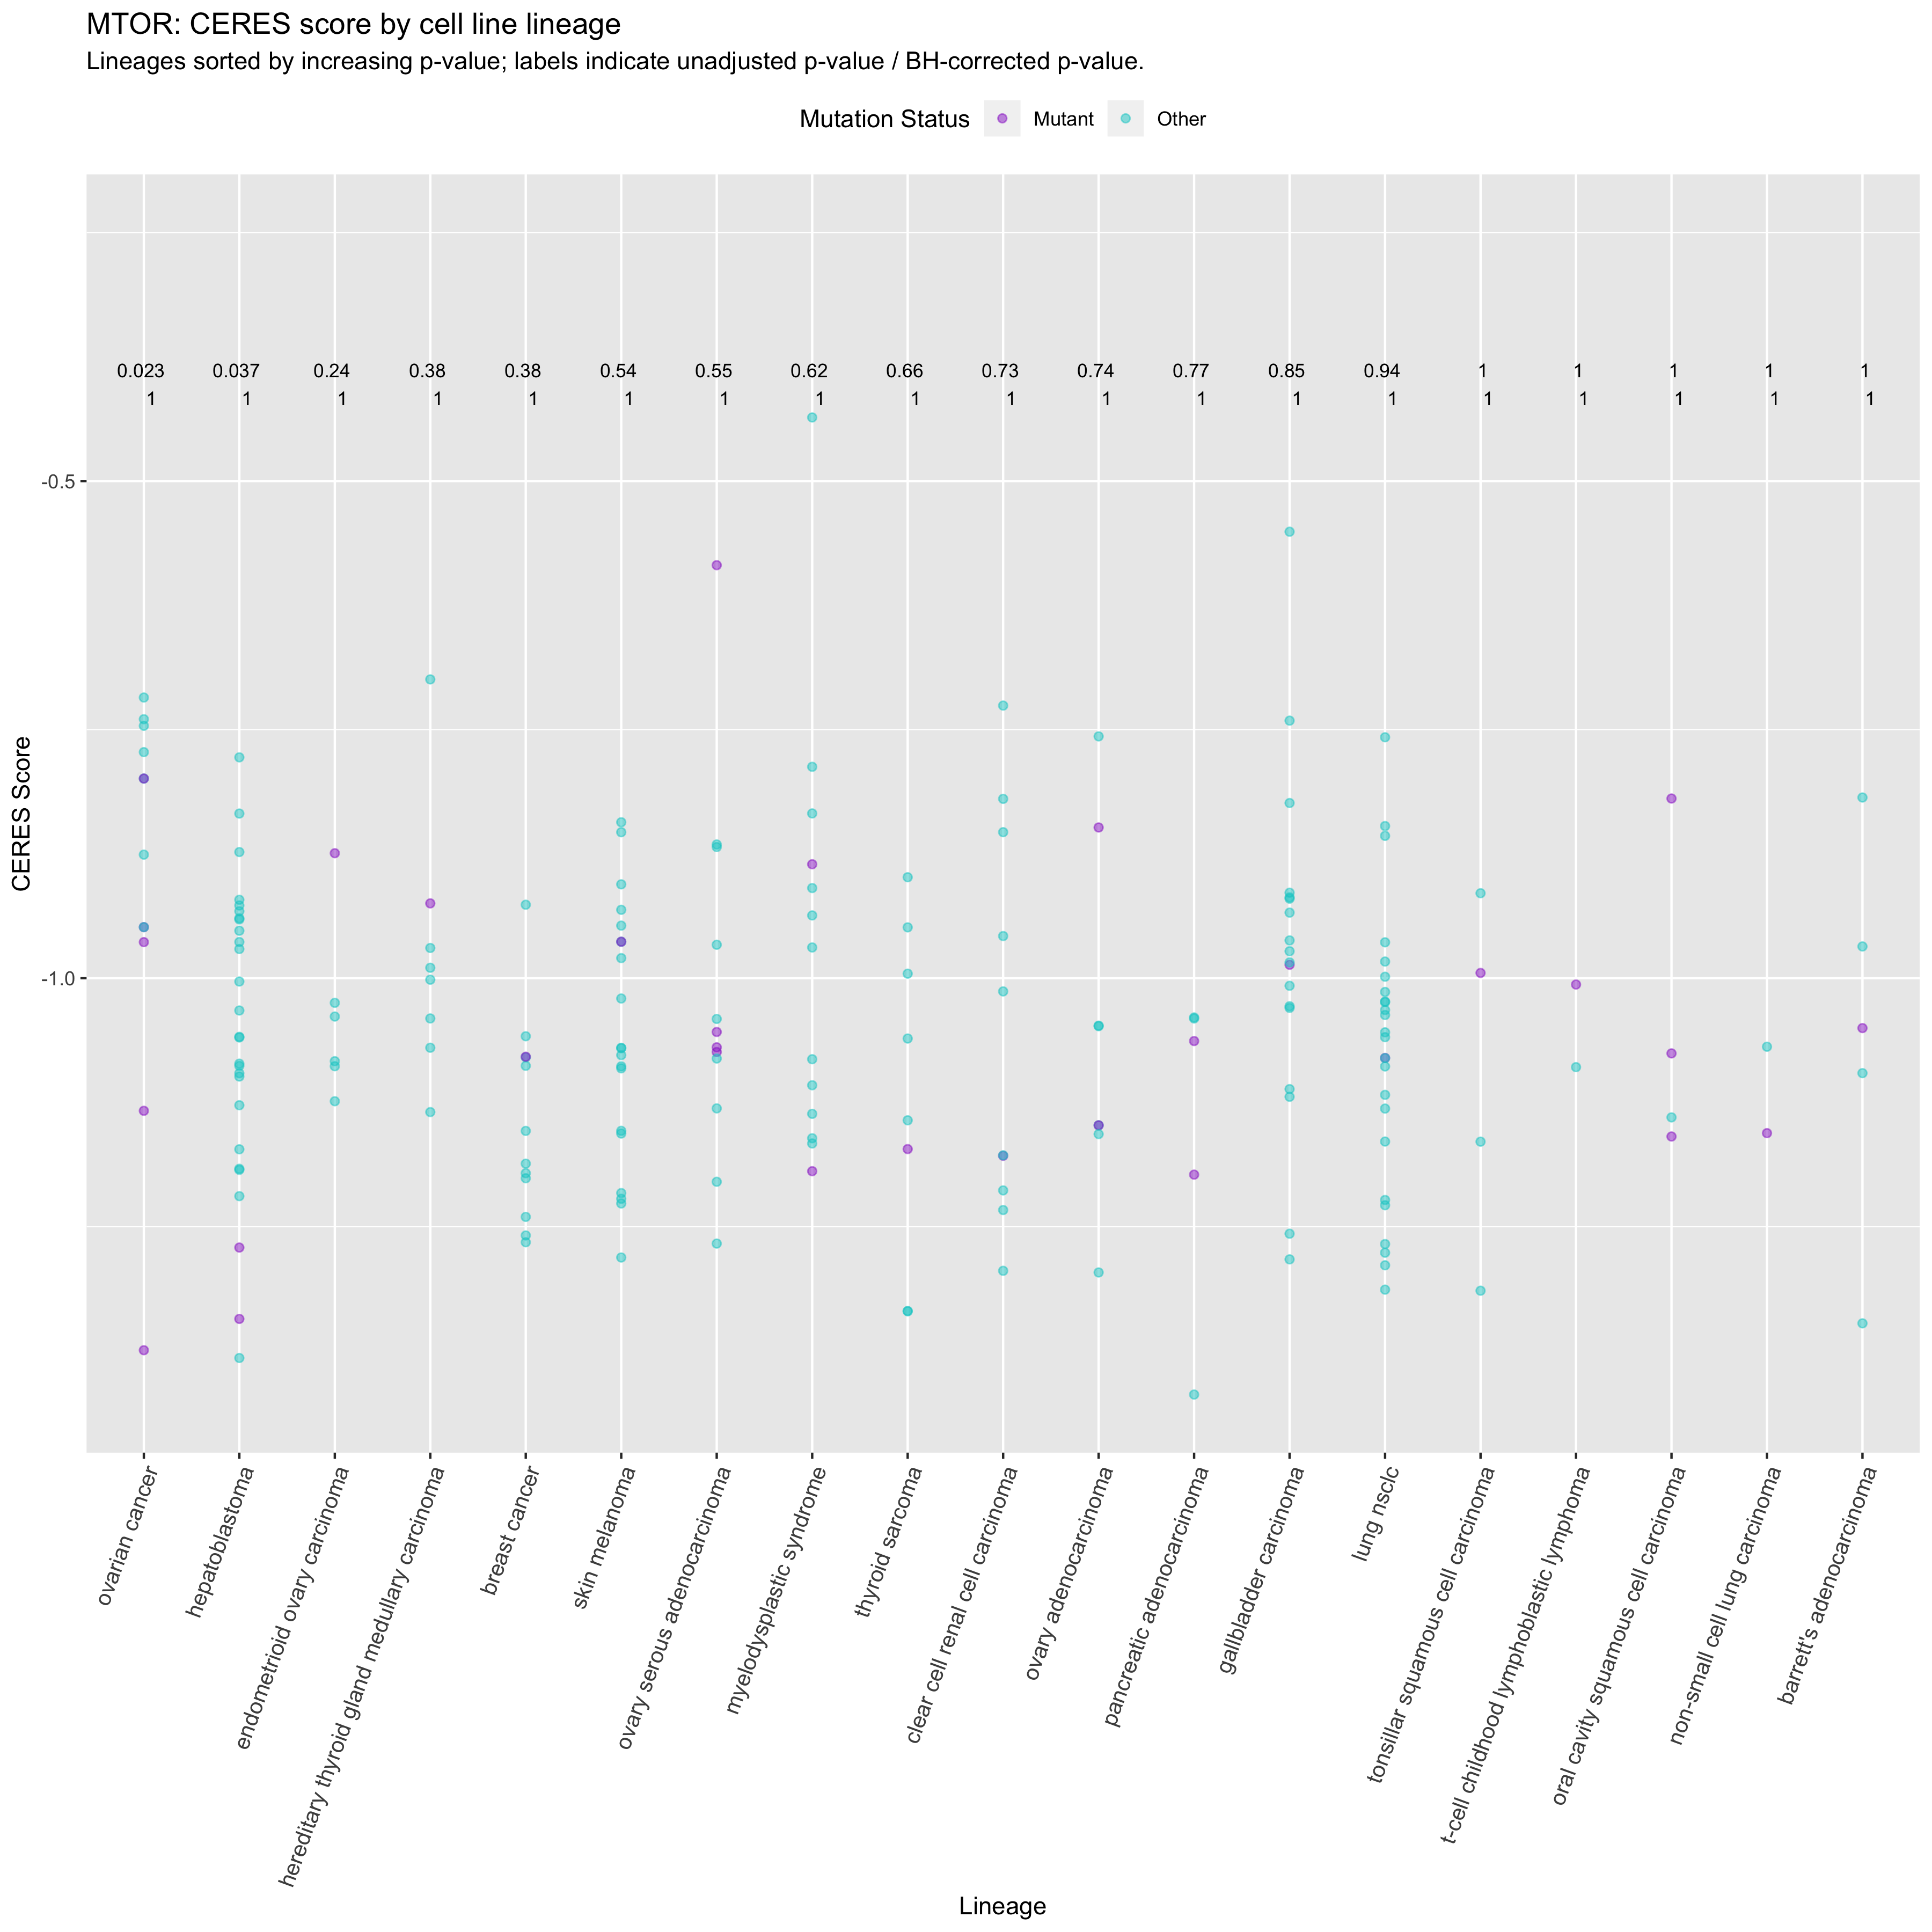 MTOR: CERES score by cell line lineage
Lineages sorted by increasing p-value; labels indicate unadjusted p-value / BH-corrected p-value.
Mutation Status Mutant Other
0.023 0.037 0.24 0.38 0.38 0.54 0.55 0.62 0.66 0.73 0.74 0.77 0.85 0.94 1 1 1 1 1
1 1 1 1 1 1 1 1 1 1 1 1 1 1 1 1 1 1 1
-0.5
-1.0
CERES Score
ovarian cancer
hepatoblastoma
endometrioid ovary carcinoma
hereditary thyroid gland medullary carcinoma
breast cancer
skin melanoma
ovary serous adenocarcinoma
myelodysplastic syndrome
thyroid sarcoma
clear cell renal cell carcinoma
ovary adenocarcinoma
pancreatic adenocarcinoma
gallbladder carcinoma
lung nsclc
tonsillar squamous cell carcinoma
t-cell childhood lymphoblastic lymphoma
oral cavity squamous cell carcinoma
non-small cell lung carcinoma
barrett's adenocarcinoma
Lineage